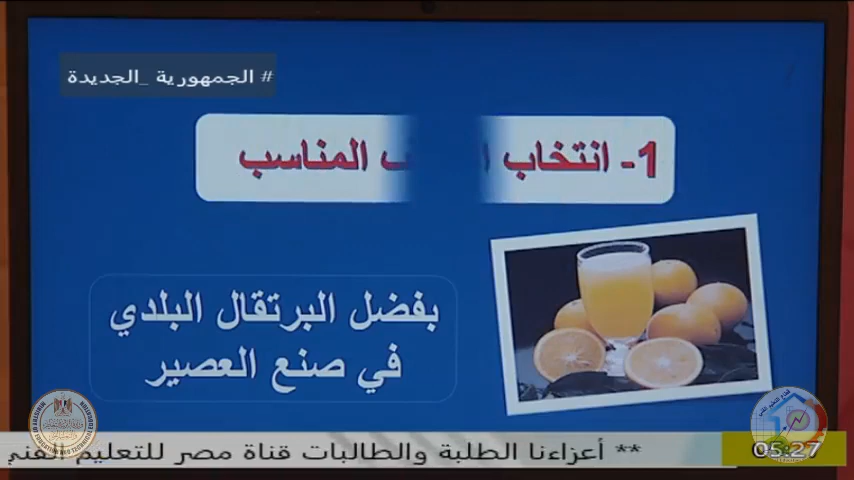 # الجمهورية _الجديدة
1- انتخاب المناسب
بفضل البرتقال البلدي
في صنع العصير
** أعزاءنا الطلبة والطالبات قناة مصر للتعليم الفني
05:27